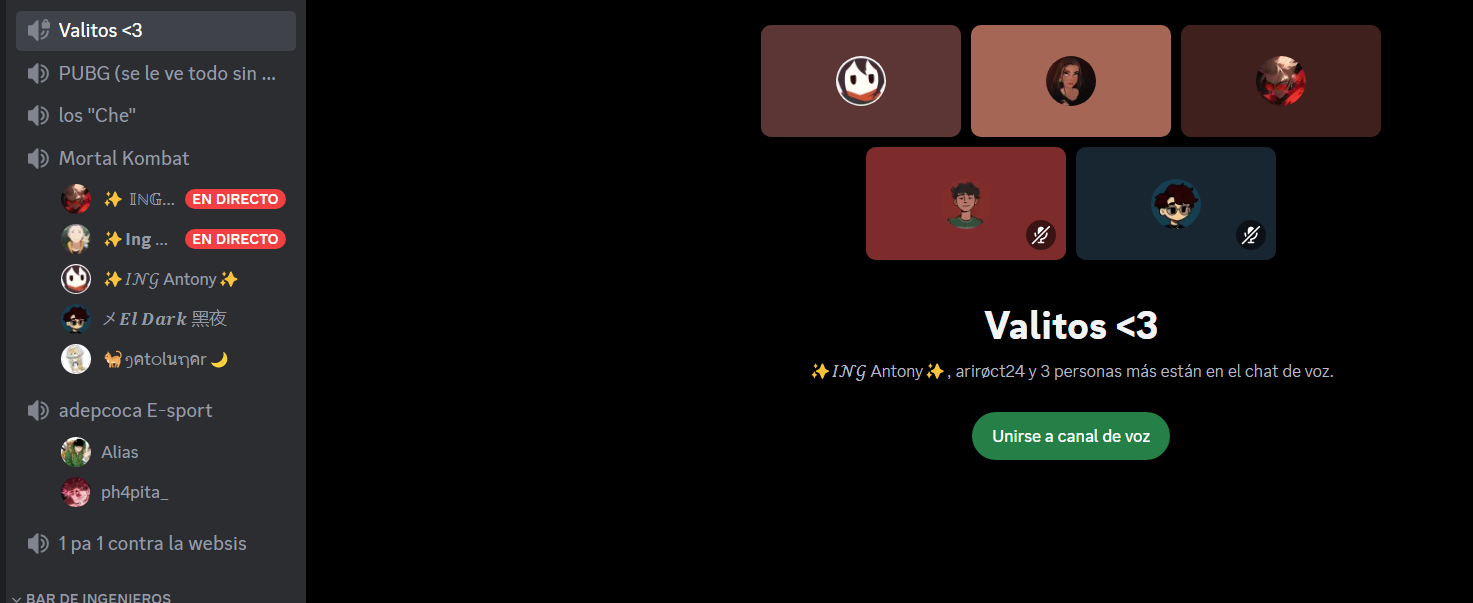 Valitos <3
PUBG (se le ve todo sin ...
los "Che"
Mortal Kombat
✨ 𝕀ℕ𝔾... EN DIRECTO
✨Ing ... EN DIRECTO
✨𝐼𝒩𝒢 Antony✨
メ𝑬𝒍 𝑫𝒂𝒓𝒌 黑夜
adepcoca E-sport
Alias
ph4pita_
1 pa 1 contra la websis
BAR DE INGENIEROS
Valitos <3
✨𝐼𝒩𝒢 Antony✨, arirøct24 y 3 personas más están en el chat de voz.
Unirse a canal de voz